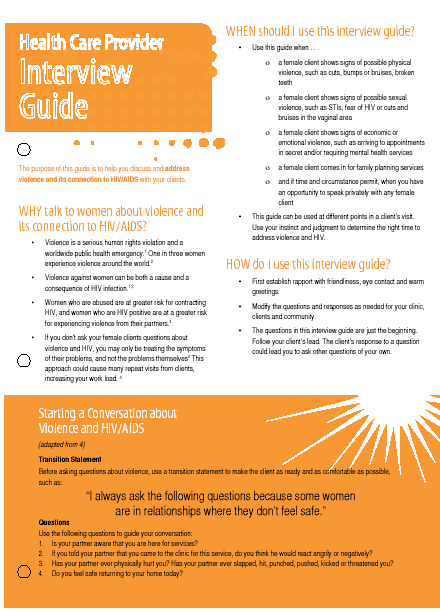 Health Care Provider
Interview
Guide
The purpose of this guide is to help you discuss and address
violence and its connection to HIV/AIDS with your clients.
WHY talk to women about violence and
its connection to HIV/AIDS?
• Violence is a serious human rights violation and a
worldwide public health emergency.¹ One in three women
experience violence around the world.²
• Violence against women can be both a cause and a
consequence of HIV infection.¹ ²
• Women who are abused are at greater risk for contracting
HIV, and women who are HIV positive are at a greater risk
for experiencing violence from their partners.³
• If you don't ask your female clients questions about
violence and HIV, you may only be treating the symptoms
of their problems, and not the problems themselves⁴ This
approach could cause many repeat visits from clients,
increasing your work load. ⁴
WHEN should I use this interview guide?
• Use this guide when . . .
o a female client shows signs of possible physical
violence, such as cuts, bumps or bruises, broken
teeth
o a female client shows signs of possible sexual
violence, such as STIs, fear of HIV or cuts and
bruises in the vaginal area
o a female client shows signs of economic or
emotional violence, such as arriving to appointments
in secret and/or requiring mental health services
o a female client comes in for family planning services
o and if time and circumstance permit, when you have
an opportunity to speak privately with any female
client
• This guide can be used at different points in a client's visit.
Use your instinct and judgment to determine the right time to
address violence and HIV.
HOW do I use this interview guide?
• First establish rapport with friendliness, eye contact and warm
greetings.
• Modify the questions and responses as needed for your clinic,
clients and community.
• The questions in this interview guide are just the beginning.
Follow your client's lead. The client's response to a question
could lead you to ask other questions of your own.
Starting a Conversation about
Violence and HIV/AIDS
(adapted from 4)
Transition Statement
Before asking questions about violence, use a transition statement to make the client as ready and as comfortable as possible,
such as:
"I always ask the following questions because some women
are in relationships where they don't feel safe."
Questions
Use the following questions to guide your conversation:
1. Is your partner aware that you are here for services?
2. If you told your partner that you came to the clinic for this service, do you think he would react angrily or negatively?
3. Has your partner ever physically hurt you? Has your partner ever slapped, hit, punched, pushed, kicked or threatened you?
4. Do you feel safe returning to your home today?